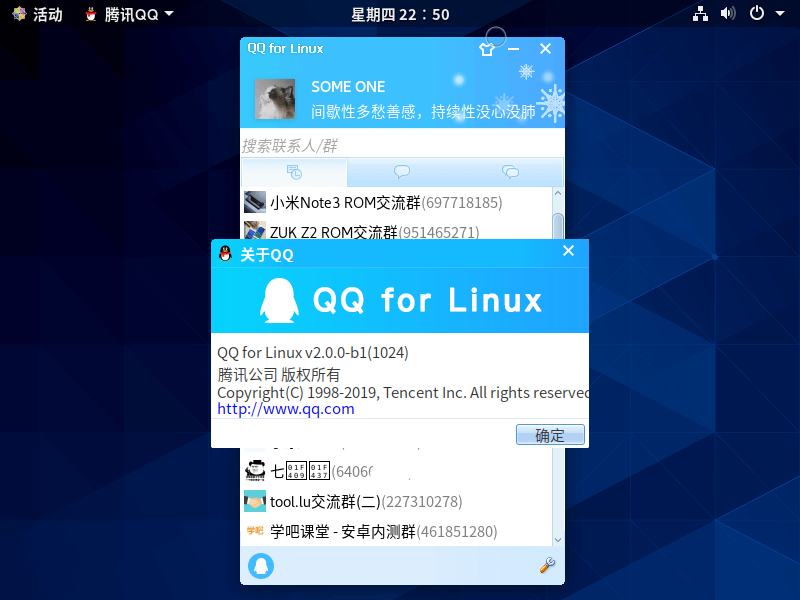 活动
腾讯QQ
星期四 22：50
QQ for Linux
SOME ONE
间歇性多愁善感，持续性没心没肺
搜索联系人/群
小米Note3 ROM交流群(697718185)
ZUK Z2 ROM交流群(951465271)
关于QQ
QQ for Linux
QQ for Linux v2.0.0-b1(1024)
腾讯公司 版权所有
Copyright(C) 1998-2019, Tencent Inc. All rights reserved
http://www.qq.com
确定
七
tool.lu交流群(二)(227310278)
学吧 学吧课堂 - 安卓内测群(461851280)